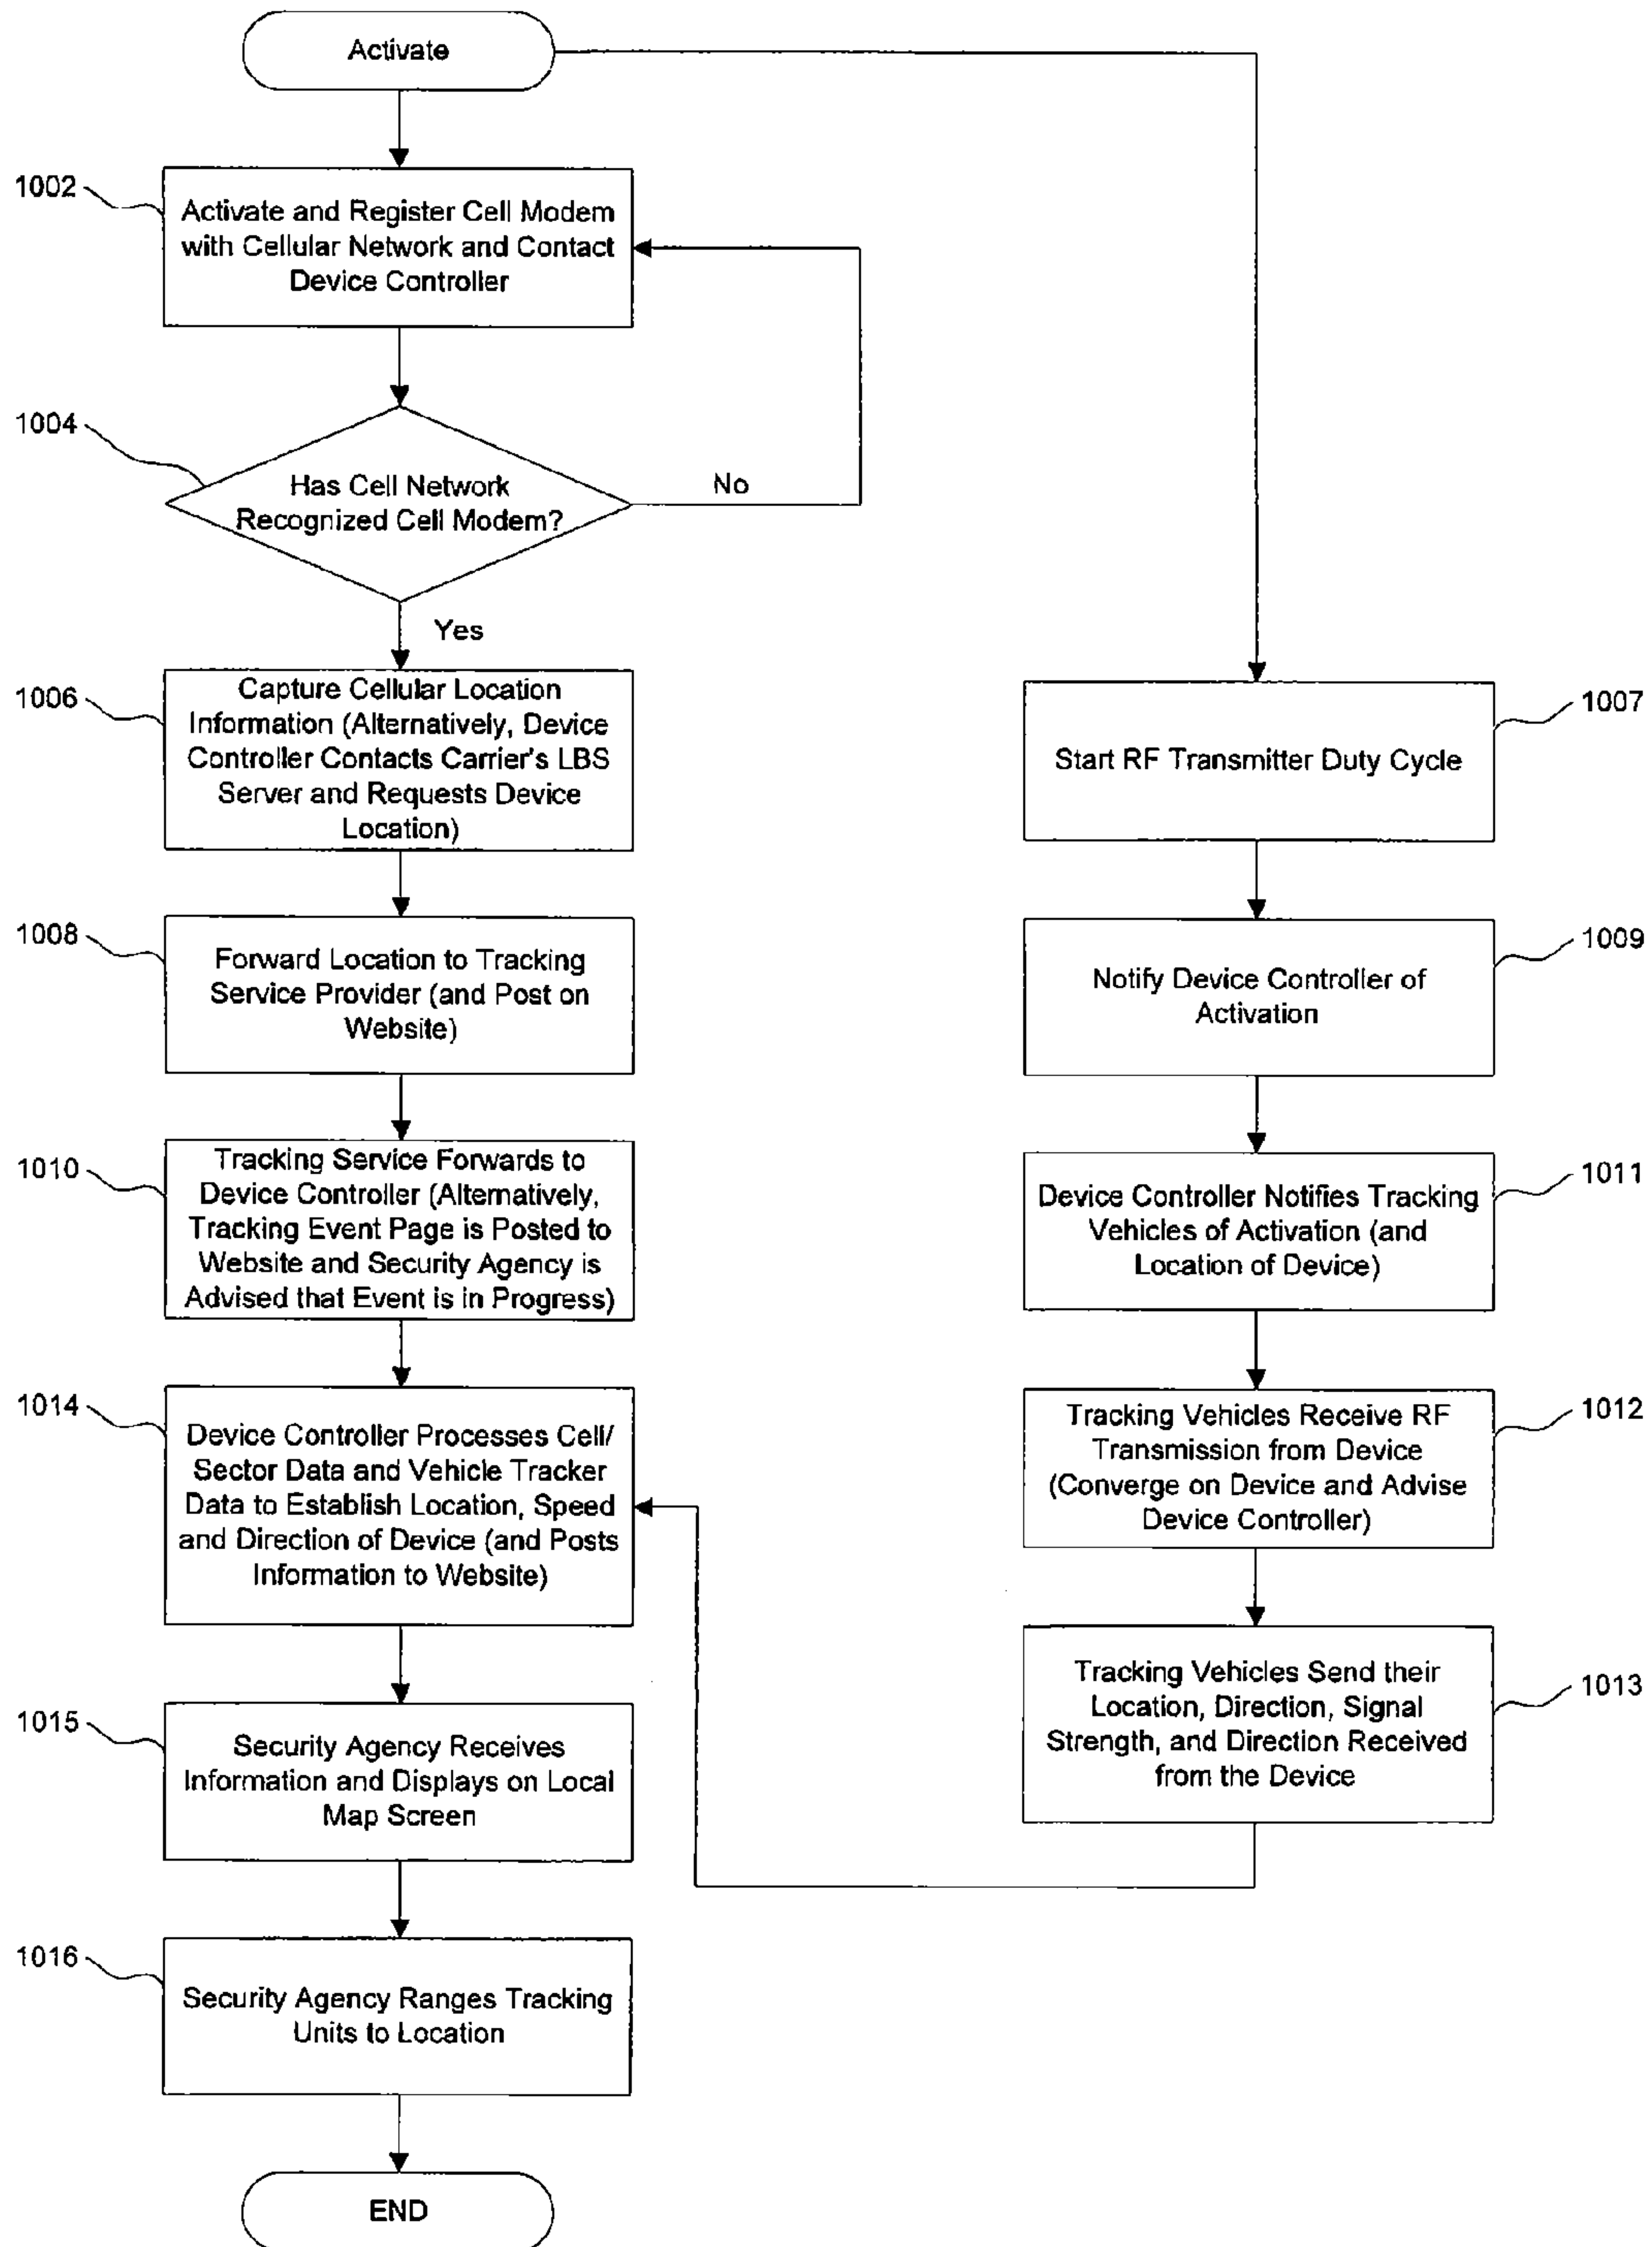 Activate
1002
Activate and Register Cell Modem
with Cellular Network and Contact
Device Controller
1004
Has Cell Network
Recognized Cell Modem?
No
Yes
1006
Capture Cellular Location
Information (Alternatively, Device
Controller Contacts Carrier's LBS
Server and Requests Device
Location)
1008
Forward Location to Tracking
Service Provider (and Post on
Website)
1010
Tracking Service Forwards to
Device Controller (Alternatively,
Tracking Event Page is Posted to
Website and Security Agency is
Advised that Event is in Progress)
1014
Device Controller Processes Cell/
Sector Data and Vehicle Tracker
Data to Establish Location, Speed
and Direction of Device (and Posts
Information to Website)
1015
Security Agency Receives
Information and Displays on Local
Map Screen
1016
Security Agency Ranges Tracking
Units to Location
END
1007
Start RF Transmitter Duty Cycle
1009
Notify Device Controller of
Activation
1011
Device Controller Notifies Tracking
Vehicles of Activation (and
Location of Device)
1012
Tracking Vehicles Receive RF
Transmission from Device
(Converge on Device and Advise
Device Controller)
1013
Tracking Vehicles Send their
Location, Direction, Signal
Strength, and Direction Received
from the Device